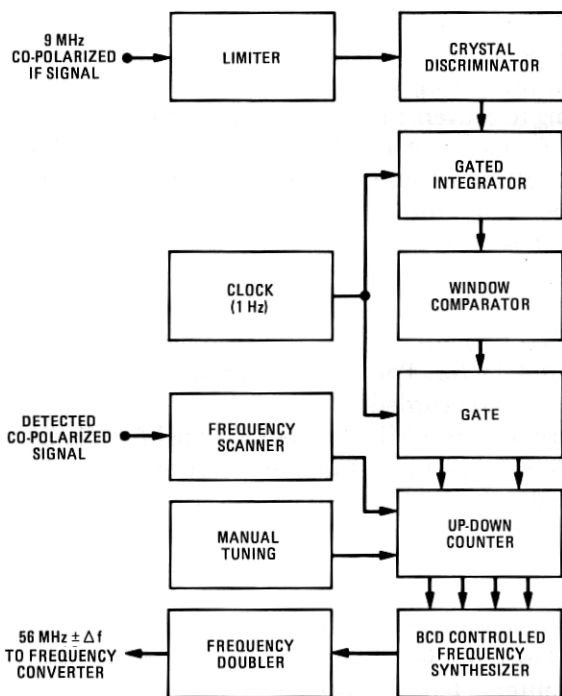 9 MHz
CO-POLARIZED
IF SIGNAL
LIMITER
CRYSTAL
DISCRIMINATOR
GATED
INTEGRATOR
CLOCK
(1 Hz)
WINDOW
COMPARATOR
GATE
DETECTED
CO-POLARIZED
SIGNAL
FREQUENCY
SCANNER
MANUAL
TUNING
UP-DOWN
COUNTER
56 MHz ± Δf
TO FREQUENCY
CONVERTER
FREQUENCY
DOUBLER
BCD CONTROLLED
FREQUENCY
SYNTHESIZER